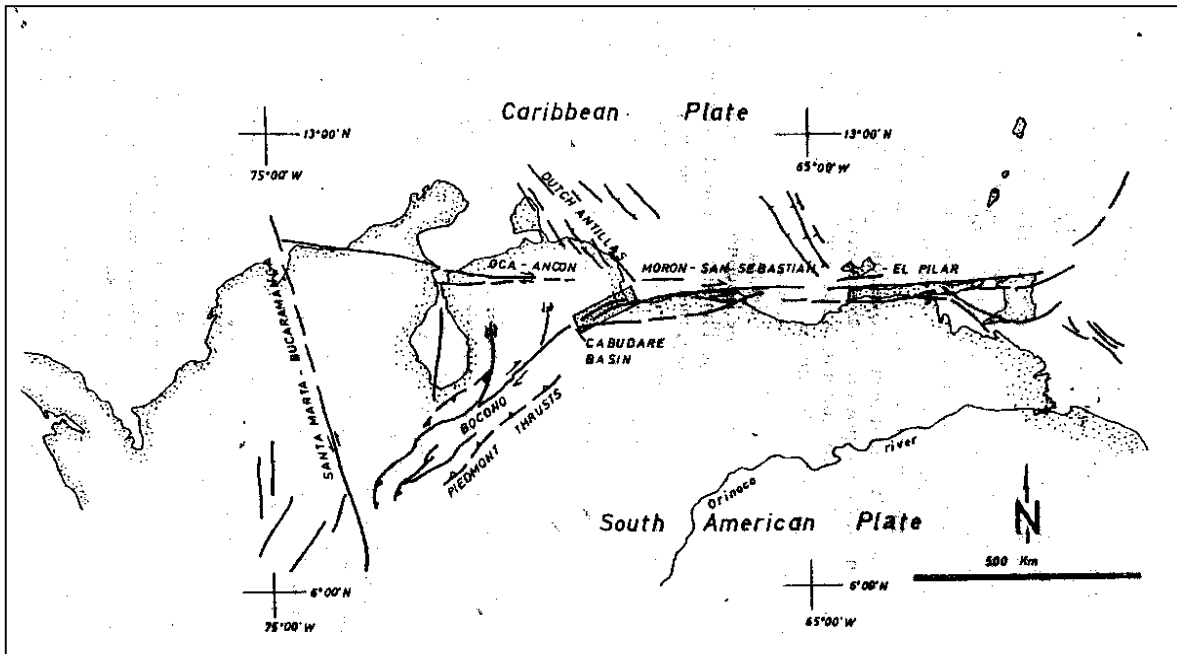 Caribbean Plate
13°00'N
75°00'W
13°00'N
65°00'W
DUTCH ANTILLAS
OCA - ANCON
MORON - SAN SEBASTIAN
- EL PILAR
CABUDARE
BASIN
SANTA MARTA - BUCARAMANGA
BOCONO
PIEDMONT THRUSTS
Orinoco river
South American Plate
N
500 Km
6°00'N
75°00'W
6°00'N
65°00'W